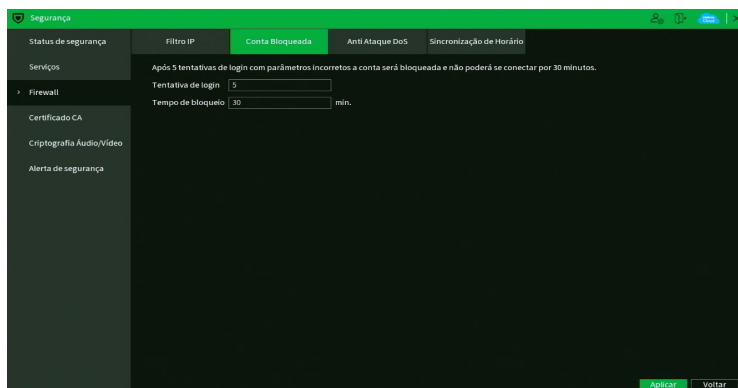 Segurança
Status de segurança
Serviços
Firewall
Certificado CA
Criptografia Áudio/Vídeo
Alerta de segurança
Filtro IP
Conta Bloqueada
Anti Ataque DoS
Sincronização de Horário
Após 5 tentativas de login com parâmetros incorretos a conta será bloqueada e não poderá se conectar por 30 minutos.
Tentativa de login 5
Tempo de bloqueio 30 min.
Aplicar Voltar